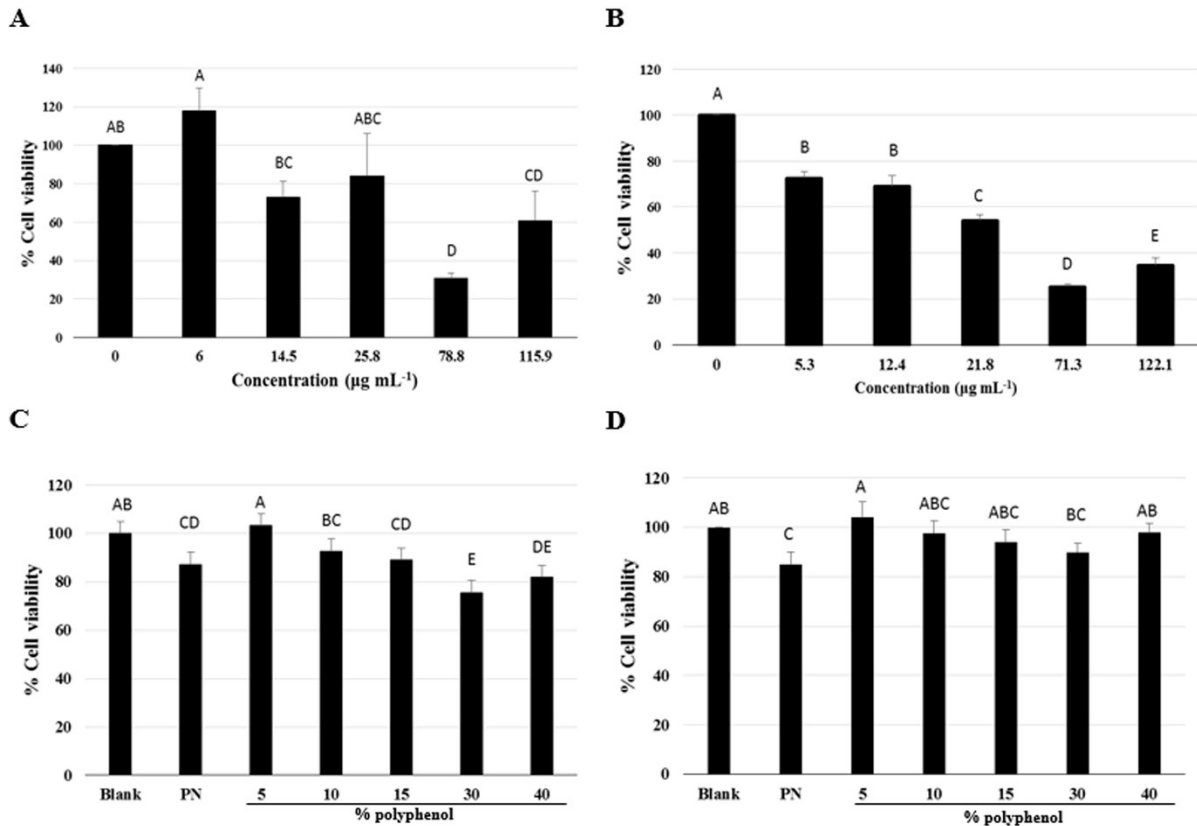 A
140
120
100
80
60
40
20
0
% Cell viability
AB
A
BC
ABC
D
CD
0 6 14.5 25.8 78.8 115.9
Concentration (µg mL⁻¹)
B
120
100
80
60
40
20
0
% Cell viability
A
B
B
C
D
E
0 5.3 12.4 21.8 71.3 122.1
Concentration (µg mL⁻¹)
C
120
100
80
60
40
20
0
% Cell viability
AB
CD
A
BC
CD
E
DE
Blank PN 5 10 15 30 40
% polyphenol
D
120
100
80
60
40
20
0
% Cell viability
AB
C
A
ABC
ABC
BC
AB
Blank PN 5 10 15 30 40
% polyphenol